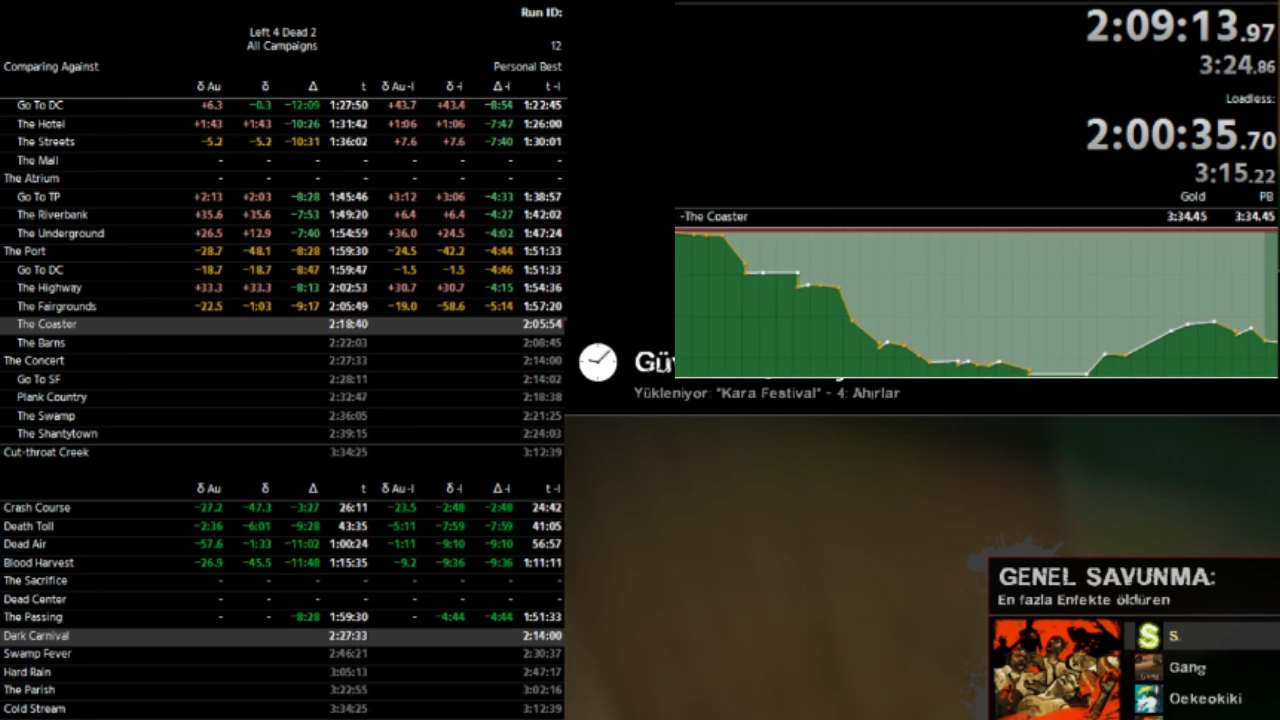 Run ID:
Left 4 Dead 2
All Campaigns
12
Comparing Against Personal Best
δ Au δ Δ t δ Au-I δ -I Δ-I t -I
Go To DC +6.3 -0.3 -12:09 1:27:50 +43.7 +43.4 -8:54 1:22:45
The Hotel +1:43 +1:43 -10:26 1:31:42 +1:06 +1:06 -7:47 1:26:00
The Streets -5.2 -5.2 -10:31 1:36:02 +7.6 +7.6 -7:40 1:30:01
The Mall - - - - - - - -
The Atrium - - - - - - - -
Go To TP +2:13 +2:03 -8:28 1:45:46 +3:12 +3:06 -4:33 1:38:57
The Riverbank +35.6 +35.6 -7:53 1:49:20 +6.4 +6.4 -4:27 1:42:02
The Underground +26.5 +12.9 -7:40 1:54:59 +36.0 +24.5 -4:02 1:47:24
The Port -28.7 -48.1 -8:28 1:59:30 -24.5 -42.2 -4:44 1:51:33
Go To DC -18.7 -18.7 -8:47 1:59:47 -1.5 -1.5 -4:46 1:51:33
The Highway +33.3 +33.3 -8:13 2:02:53 +30.7 +30.7 -4:15 1:54:36
The Fairgrounds -22.5 -1:03 -9:17 2:05:49 -19.0 -58.6 -5:14 1:57:20
The Coaster 2:18:40 2:05:54
The Barns 2:22:03 2:08:45
The Concert 2:27:33 2:14:00
Go To SF 2:28:11 2:14:02
Plank Country 2:32:47 2:18:38
The Swamp 2:36:05 2:21:25
The Shantytown 2:39:15 2:24:03
Cut-throat Creek 3:34:25 3:12:39
δ Au δ Δ t δ Au-I δ -I Δ-I t -I
Crash Course -27.2 -47.3 -3:27 26:11 -23.5 -2:48 -2:48 24:42
Death Toll -2:36 -6:01 -9:28 43:35 -5:11 -7:59 -7:59 41:05
Dead Air -57.6 -1:33 -11:02 1:00:24 -1:11 -9:10 -9:10 56:57
Blood Harvest -26.9 -45.5 -11:48 1:15:35 -9.2 -9:36 -9:36 1:11:11
The Sacrifice - - - - - - - -
Dead Center - - - - - - - -
The Passing - - -8:28 1:59:30 - -4:44 -4:44 1:51:33
Dark Carnival 2:27:33 2:14:00
Swamp Fever 2:46:21 2:30:37
Hard Rain 3:05:13 2:47:17
The Parish 3:22:55 3:02:16
Cold Stream 3:34:25 3:12:39
2:09:13.97
3:24.86
Loadless:
2:00:35.70
3:15.22
Gold PB
-The Coaster 3:34.45 3:34.45
Yükleniyor: "Kara Festival" - 4: Ahırlar
GENEL SAVUNMA:
En fazla Enfekte öldüren
S.
Gang
Oekeokiki